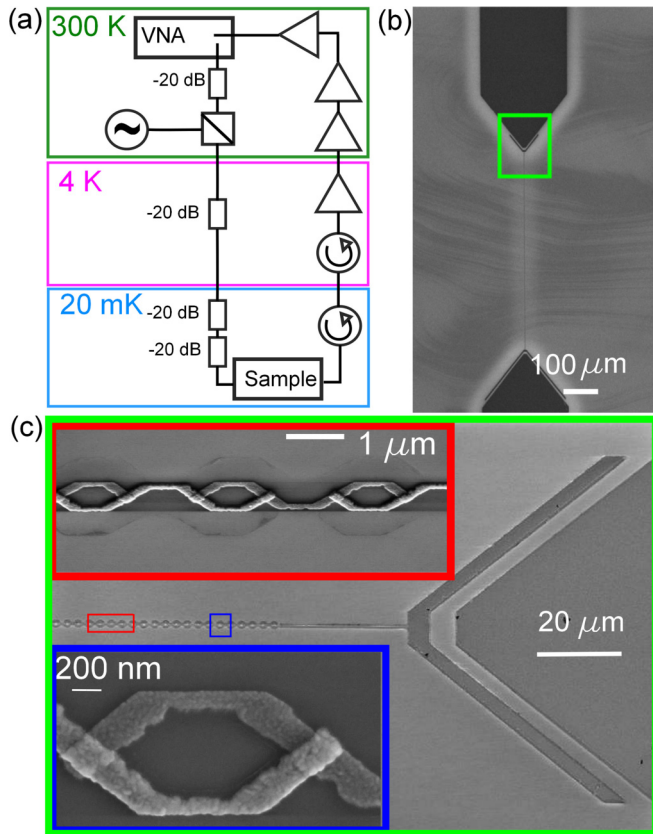 (a)
300 K
VNA
-20 dB
4 K
-20 dB
20 mK
-20 dB
-20 dB
Sample
(b)
100 μm
(c)
1 μm
20 μm
200 nm